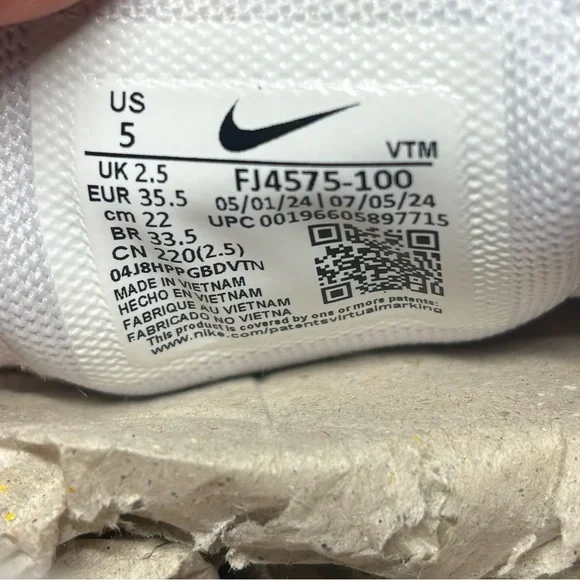 US
5
VTM
UK 2.5
FJ4575-100
EUR 35.5
05/01/24 | 07/05/24
cm 22
UPC 00196605897715
BR 33.5
CN 220(2.5)
04J8HPPGBDVTN
MADE IN VIETNAM
HECHO EN VIETNAM
FABRIQUE AU VIETNAM
FABRICADO NO VIETNA
This product is covered by one or more patents:
www.nike.com/patentsvirtualmarking